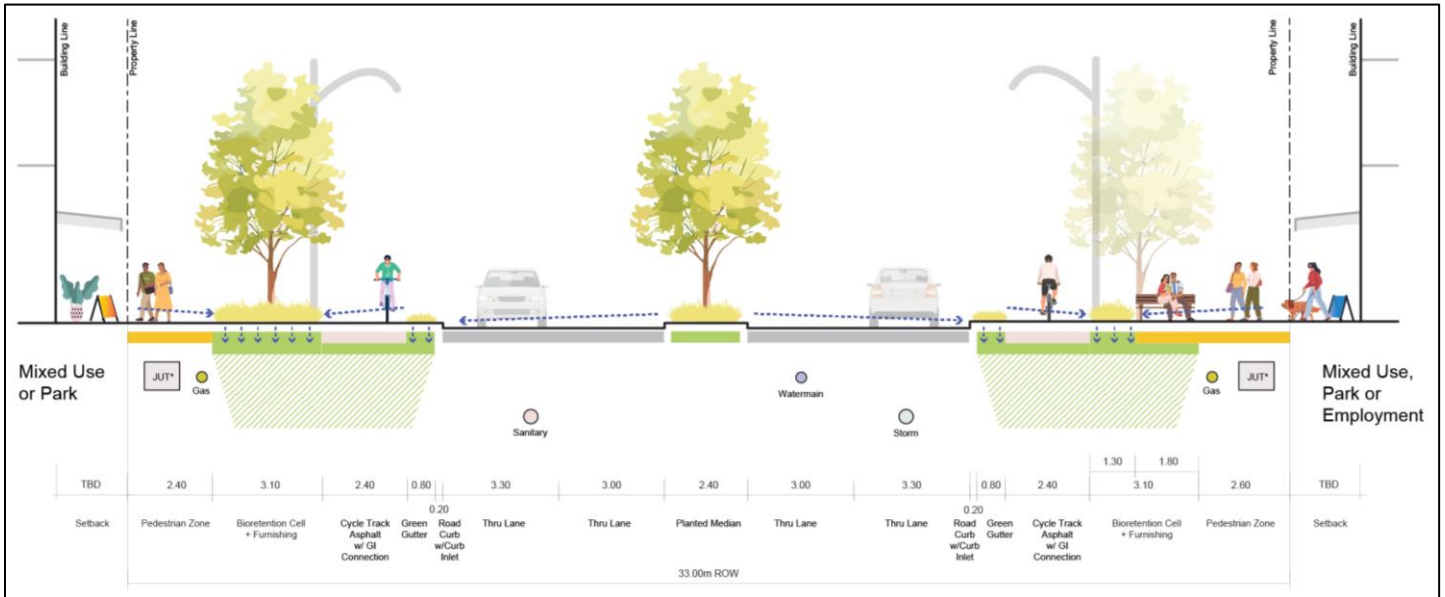 Building Line
Property Line
Property Line
Building Line
Mixed Use
or Park
JUT*
Gas
Sanitary
Watermain
Storm
Gas
JUT*
Mixed Use,
Park or
Employment
1.30
1.80
TBD
2.40
3.10
2.40
0.80
3.30
3.00
2.40
3.00
3.30
0.80
2.40
3.10
2.60
TBD
0.20
0.20
Setback
Pedestrian Zone
Bioretention Cell
+ Furnishing
Cycle Track
Asphalt
w/ GI
Connection
Green
Gutter
Road
Curb
w/Curb
Inlet
Thru Lane
Thru Lane
Planted Median
Thru Lane
Thru Lane
Road
Curb
w/Curb
Inlet
Green
Gutter
Cycle Track
Asphalt
w/ GI
Connection
Bioretention Cell
+ Furnishing
Pedestrian Zone
Setback
33.00m ROW